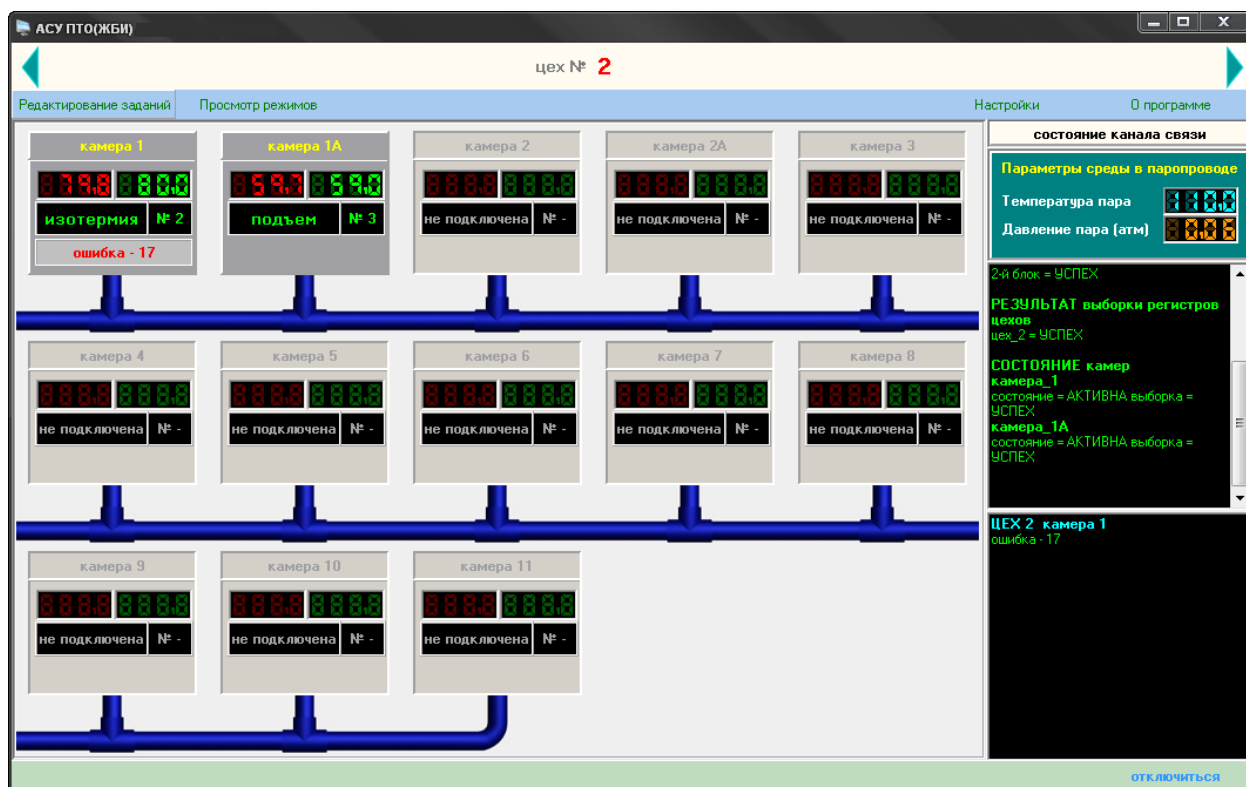 АСУ ПТО(ЖБИ)
цех № 2
Редактирование заданий Просмотр режимов Настройки О программе
камера 1 камера 1А камера 2 камера 2А камера 3
79,8 80,0 59,7 59,0
изотермия № 2 подъем № 3 не подключена № - не подключена № - не подключена № -
ошибка - 17
камера 4 камера 5 камера 6 камера 7 камера 8
не подключена № - не подключена № - не подключена № - не подключена № - не подключена № -
камера 9 камера 10 камера 11
не подключена № - не подключена № - не подключена № -
состояние канала связи
Параметры среды в паропроводе
Температура пара 110,0
Давление пара (атм) 0,06
2-й блок = УСПЕХ
РЕЗУЛЬТАТ выборки регистров
цехов
цех_2 = УСПЕХ
СОСТОЯНИЕ камер
камера_1
состояние = АКТИВНА выборка =
УСПЕХ
камера_1А
состояние = АКТИВНА выборка =
УСПЕХ
ЦЕХ 2 камера 1
ошибка - 17
отключиться